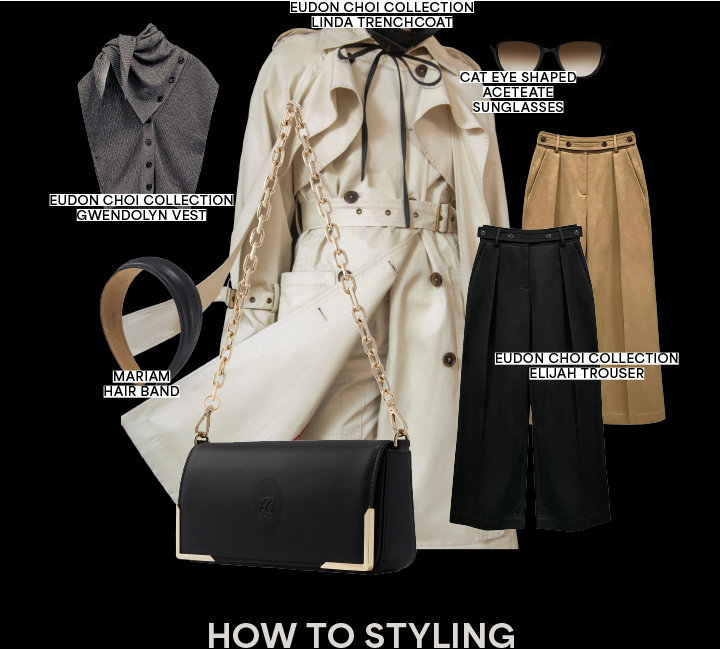 EUDON CHOI COLLECTION
LINDA TRENCHCOAT
CAT EYE SHAPED
ACETEATE
SUNGLASSES
EUDON CHOI COLLECTION
GWENDOLYN VEST
EUDON CHOI COLLECTION
ELIJAH TROUSER
MARIAM
HAIR BAND
HOW TO STYLING